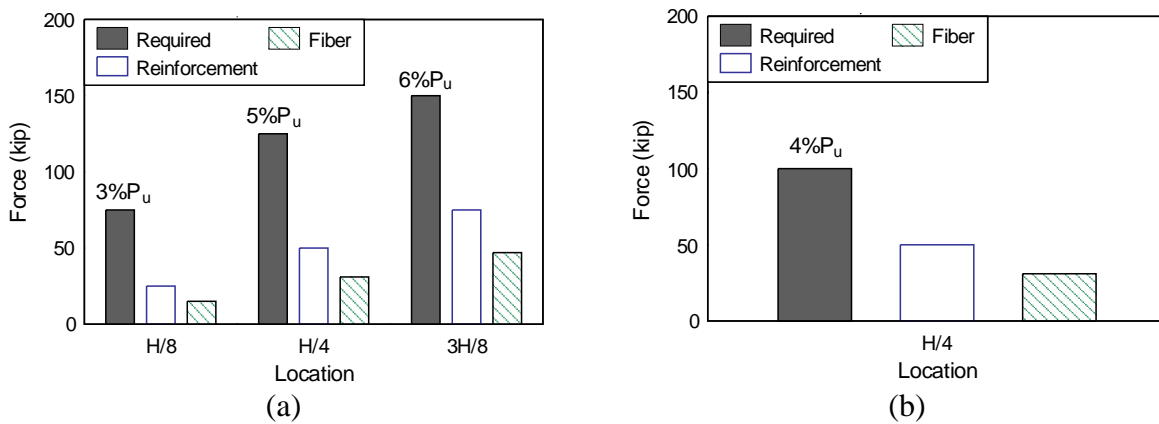 200
150
100
50
0
Force (kip)
Required
Fiber
Reinforcement
3%Pu
5%Pu
6%Pu
H/8
H/4
3H/8
Location
(a)
200
150
100
50
0
Force (kip)
Required
Fiber
Reinforcement
4%Pu
H/4
Location
(b)